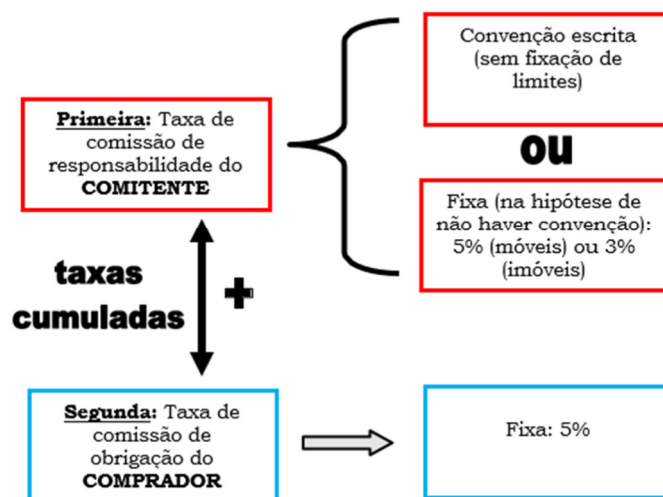 Convenção escrita
(sem fixação de
limites)
Primeira: Taxa de
comissão de
responsabilidade do
COMITENTE
ou
Fixa (na hipótese de
não haver convenção):
5% (móveis) ou 3%
(imóveis)
taxas
cumuladas
+
Segunda: Taxa de
comissão de
obrigação do
COMPRADOR
Fixa: 5%